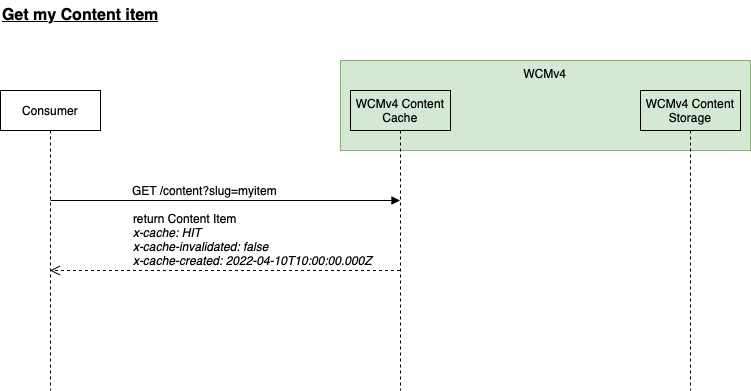 Get my Content item
WCMv4
Consumer
WCMv4 Content
Cache
WCMv4 Content
Storage
GET /content?slug=myitem
return Content Item
x-cache: HIT
x-cache-invalidated: false
x-cache-created: 2022-04-10T10:00:00.000Z